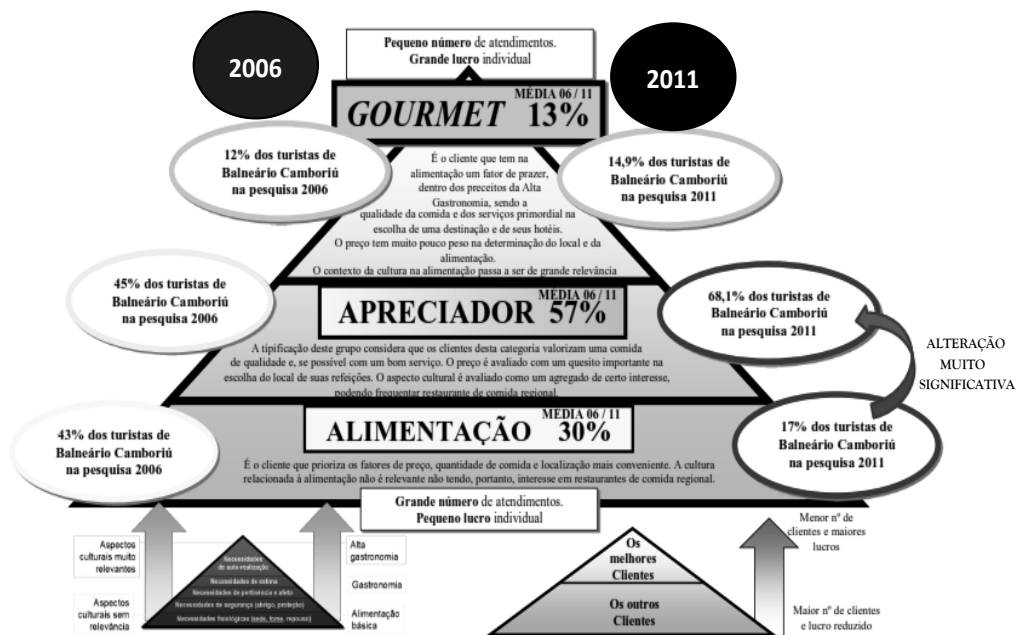 Pequeno número de atendimentos.
Grande lucro individual
2006
2011
MÉDIA 06 / 11
GOURMET 13%
12% dos turistas de
Balneário Camboriú
na pesquisa 2006
14,9% dos turistas de
Balneário Camboriú
na pesquisa 2011
É o cliente que tem na
alimentação um fator de prazer,
dentro dos preceitos da Alta
Gastronomia, sendo a
qualidade da comida e dos serviços primordial na
escolha de uma destinação e de seus hotéis.
O preço tem muito pouco peso na determinação do local e da
alimentação.
O contexto da cultura na alimentação passa a ser de grande relevância
45% dos turistas de
Balneário Camboriú
na pesquisa 2006
MÉDIA 06 / 11
APRECIADOR 57%
68,1% dos turistas de
Balneário Camboriú
na pesquisa 2011
A tipificação deste grupo considera que os clientes desta categoria valorizam uma comida
de qualidade e, se possível com um bom serviço. O preço é avaliado com um quesito importante na
escolha do local de suas refeições. O aspecto cultural é avaliado como um agregado de certo interesse,
podendo frequentar restaurante de comida regional.
ALTERAÇÃO
MUITO
SIGNIFICATIVA
43% dos turistas de
Balneário Camboriú
na pesquisa 2006
MÉDIA 06 / 11
ALIMENTAÇÃO 30%
17% dos turistas de
Balneário Camboriú
na pesquisa 2011
É o cliente que prioriza os fatores de preço, quantidade de comida e localização mais conveniente. A cultura
relacionada à alimentação não é relevante não tendo, portanto, interesse em restaurantes de comida regional.
Grande número de atendimentos.
Pequeno lucro individual
Aspectos
culturais muito
relevantes
Aspectos
culturais sem
relevância
Necessidades
de auto-realização
Necessidades de estima
Necessidades de pertinência e afeto
Necessidades de segurança (abrigo, proteção)
Necessidades fisiológicas (sede, fome, repouso)
Alta
gastronomia
Gastronomia
Alimentação
básica
Os
melhores
Clientes
Os outros
Clientes
Menor nº de
clientes e maiores
lucros
Maior nº de clientes
e lucro reduzido